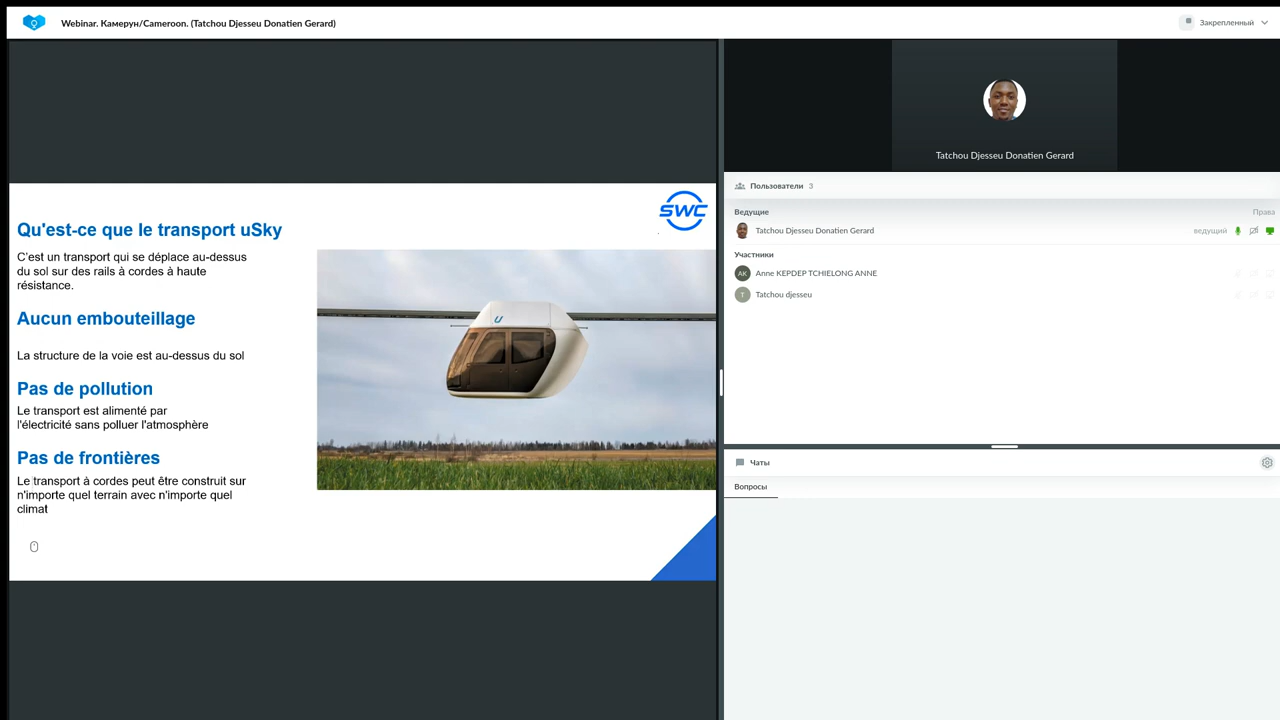 Webinar. Камерун/Cameroon. (Tatchou Djesseu Donatien Gerard)
Закрепленный
SWC
Qu'est-ce que le transport uSky
C'est un transport qui se déplace au-dessus
du sol sur des rails à cordes à haute
résistance.
Aucun embouteillage
La structure de la voie est au-dessus du sol
Pas de pollution
Le transport est alimenté par
l'électricité sans polluer l'atmosphère
Pas de frontières
Le transport à cordes peut être construit sur
n'importe quel terrain avec n'importe quel
climat
U
Tatchou Djesseu Donatien Gerard
Пользователи 3
Ведущие Права
Tatchou Djesseu Donatien Gerard ведущий
Участники
AK Anne KEPDEP TCHIELONG ANNE
T Tatchou djesseu
Чаты
Вопросы